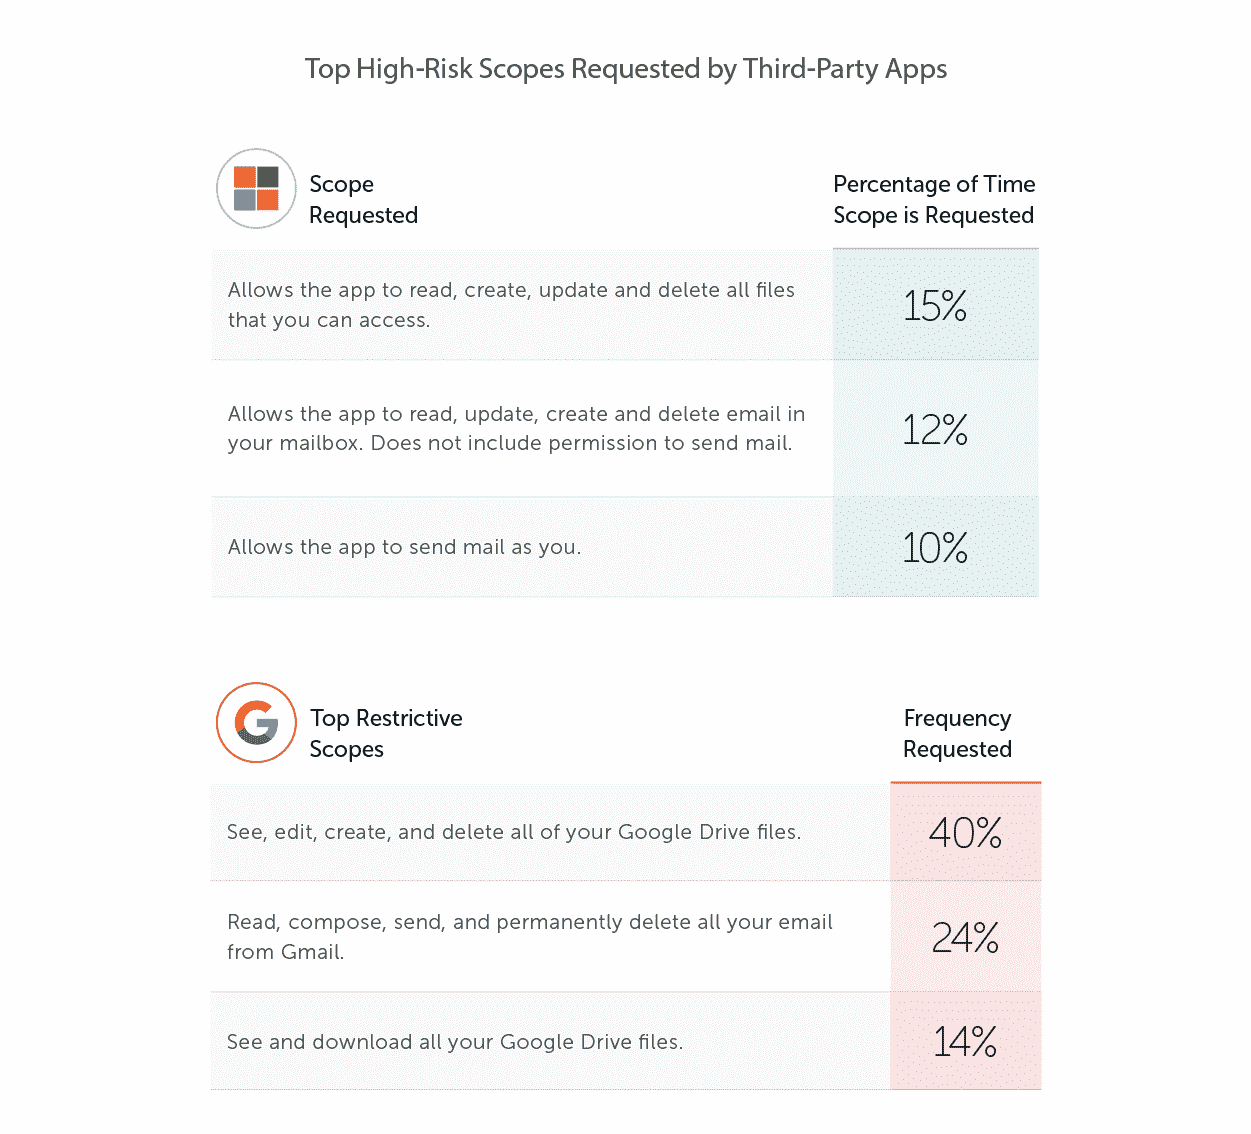 Top High-Risk Scopes Requested by Third-Party Apps
Scope
Requested
Percentage of Time
Scope is Requested
Allows the app to read, create, update and delete all files
that you can access.
15%
Allows the app to read, update, create and delete email in
your mailbox. Does not include permission to send mail.
12%
Allows the app to send mail as you.
10%
Top Restrictive
Scopes
Frequency
Requested
See, edit, create, and delete all of your Google Drive files.
40%
Read, compose, send, and permanently delete all your email
from Gmail.
24%
See and download all your Google Drive files.
14%